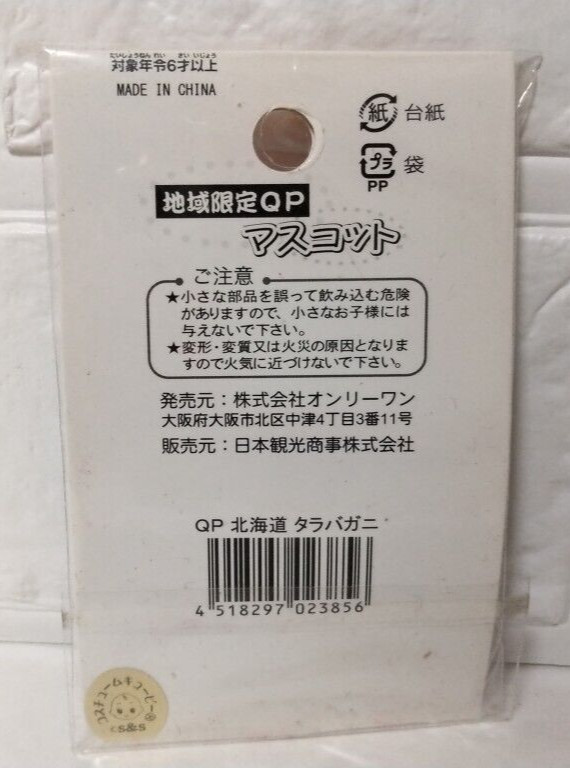 たいしょうねんれい さい いじょう
対象年令6才以上
MADE IN CHINA
紙 台紙
プラ 袋
PP
地域限定QP
マスコット
ご注意
★小さな部品を誤って飲み込む危険
がありますので、小さなお子様には
与えないで下さい。
★変形・変質又は火災の原因となりま
すので火気に近づけないで下さい。
発売元：株式会社オンリーワン
大阪府大阪市北区中津4丁目3番11号
販売元：日本観光商事株式会社
QP 北海道 タラバガニ
4 518297 023856
コスチュームキューピー®
©S&S